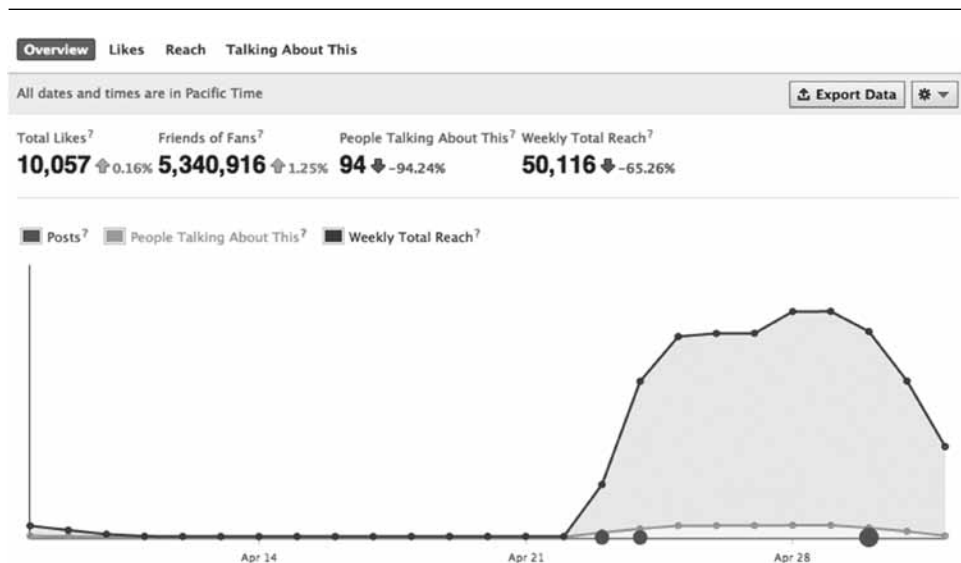 Overview Likes Reach Talking About This
All dates and times are in Pacific Time Export Data
Total Likes? Friends of Fans? People Talking About This? Weekly Total Reach?
10,057 0.16% 5,340,916 1.25% 94 -94.24% 50,116 -65.26%
Posts? People Talking About This? Weekly Total Reach?
Apr 14 Apr 21 Apr 28